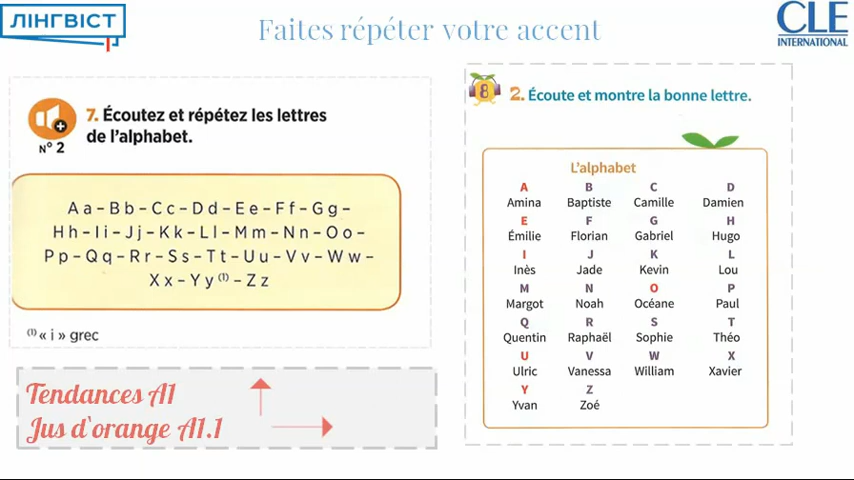 ЛІНГВІСТ
Faites répéter votre accent
CLE
INTERNATIONAL
7. Écoutez et répétez les lettres
de l'alphabet.
N° 2
Aa – Bb – Cc – Dd – Ee – Ff – Gg –
Hh – Ii – Jj – Kk – Ll – Mm – Nn – Oo –
Pp – Qq – Rr – Ss – Tt – Uu – Vv – Ww –
Xx – Yy (1) – Zz
(1) « i » grec
Tendances A1
Jus d`orange A1.1
8 2. Écoute et montre la bonne lettre.
L'alphabet
A B C D
Amina Baptiste Camille Damien
E F G H
Émilie Florian Gabriel Hugo
I J K L
Inès Jade Kevin Lou
M N O P
Margot Noah Océane Paul
Q R S T
Quentin Raphaël Sophie Théo
U V W X
Ulric Vanessa William Xavier
Y Z
Yvan Zoé